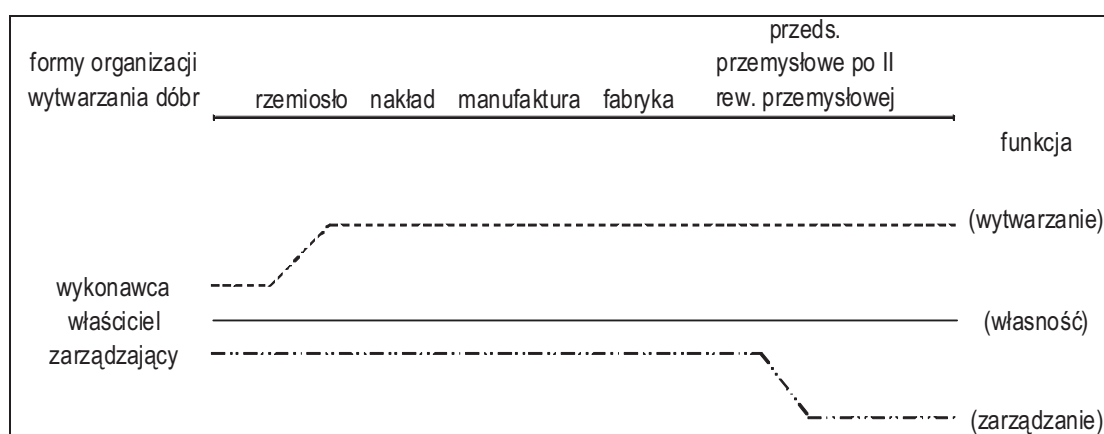 formy organizacji
wytwarzania dóbr
rzemiosło nakład manufaktura fabryka
przeds.
przemysłowe po II
rew. przemysłowej
funkcja
(wytwarzanie)
wykonawca
właściciel
(własność)
zarządzający
(zarządzanie)